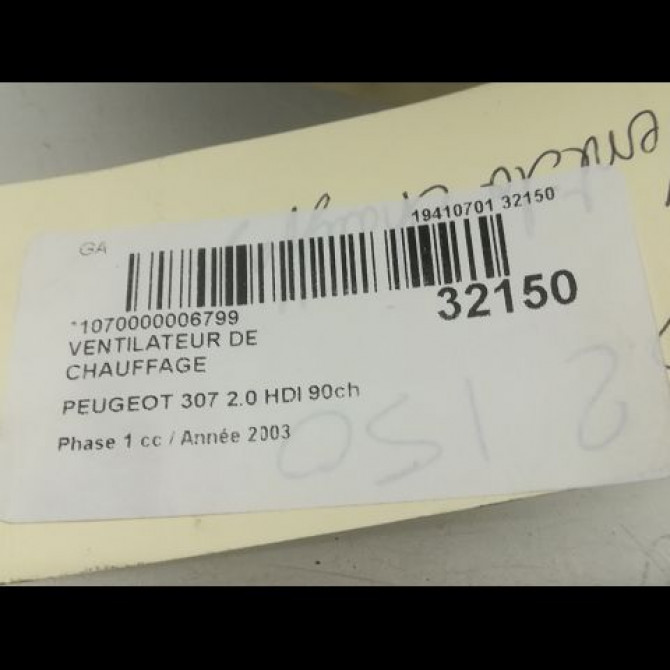 GA
19410701 32150
*1070000006799
32150
VENTILATEUR DE
CHAUFFAGE
PEUGEOT 307 2.0 HDI 90ch
Phase 1 cc / Année 2003